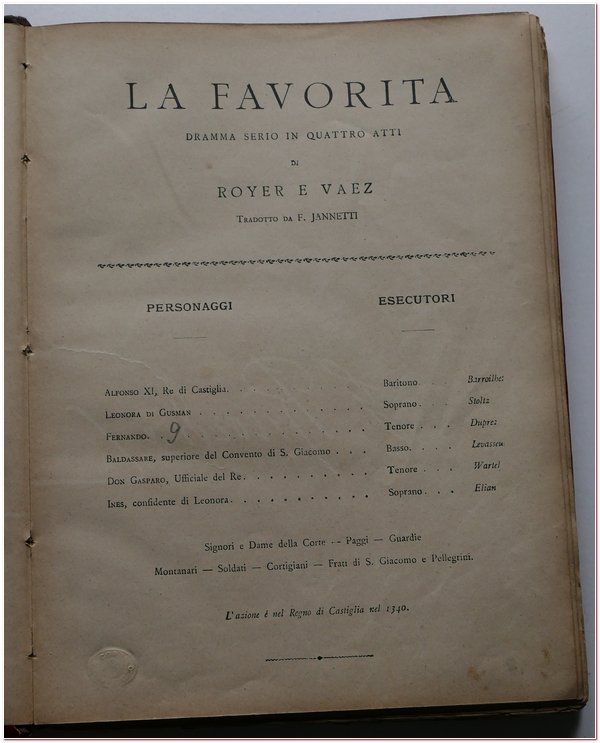 LA FAVORITA
DRAMMA SERIO IN QUATTRO ATTI
DI
ROYER E VAEZ
TRADOTTO DA F. JANNETTI
PERSONAGGI ESECUTORI
ALFONSO XI, Re di Castiglia. . . . . . . . . . . Baritono. . . . Barroilhet
LEONORA DI GUSMAN . . . . . . . . . . . . Soprano. . . . Stoltz
FERNANDO. 9 . . . . . . . . . . . . . Tenore . . . Duprez
BALDASSARE, superiore del Convento di S. Giacomo . . . Basso. . . . Levasseu
DON GASPARO, Ufficiale del Re. . . . . . . . . . Tenore . . . Wartel
INES, confidente di Leonora. . . . . . . . . . . Soprano. . . . Elian
Signori e Dame della Corte -- Paggi — Guardie
Montanari — Soldati — Cortigiani — Frati di S. Giacomo e Pellegrini.
L'azione è nel Regno di Castiglia nel 1340.